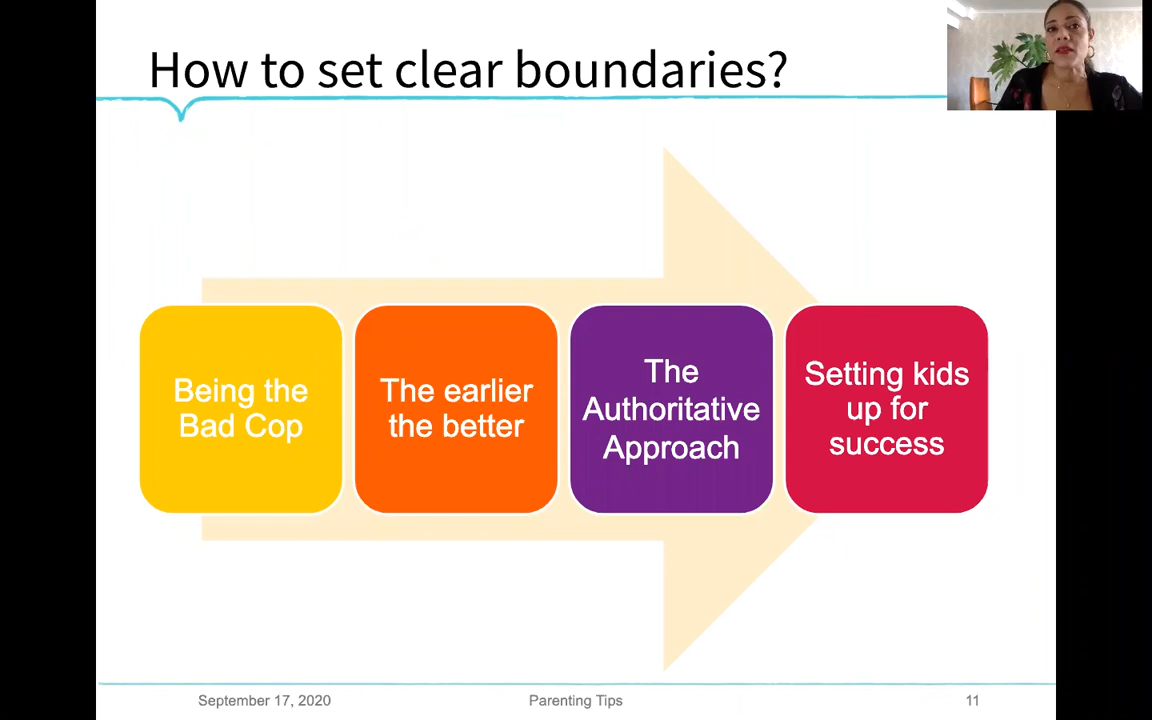 How to set clear boundaries?
Being the
Bad Cop
The earlier
the better
The
Authoritative
Approach
Setting kids
up for
success
September 17, 2020
Parenting Tips
11